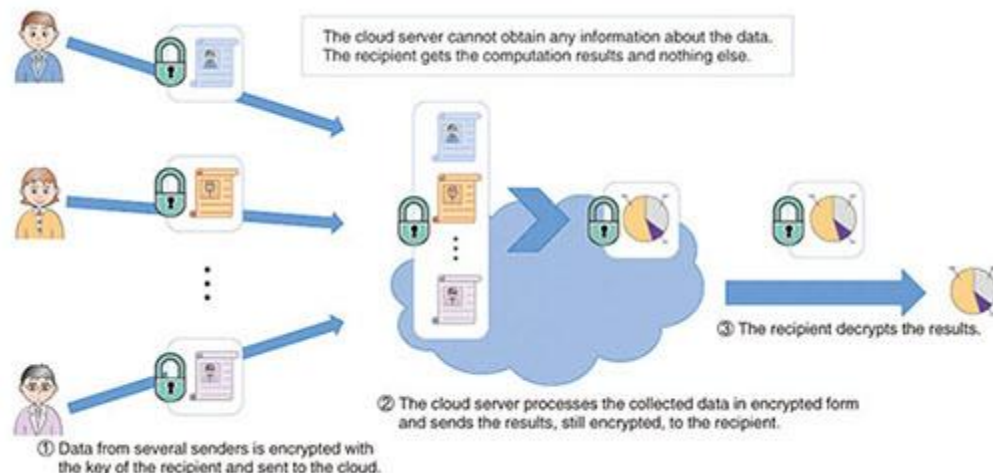 The cloud server cannot obtain any information about the data.
The recipient gets the computation results and nothing else.
③ The recipient decrypts the results.
② The cloud server processes the collected data in encrypted form
and sends the results, still encrypted, to the recipient.
① Data from several senders is encrypted with
the key of the recipient and sent to the cloud.